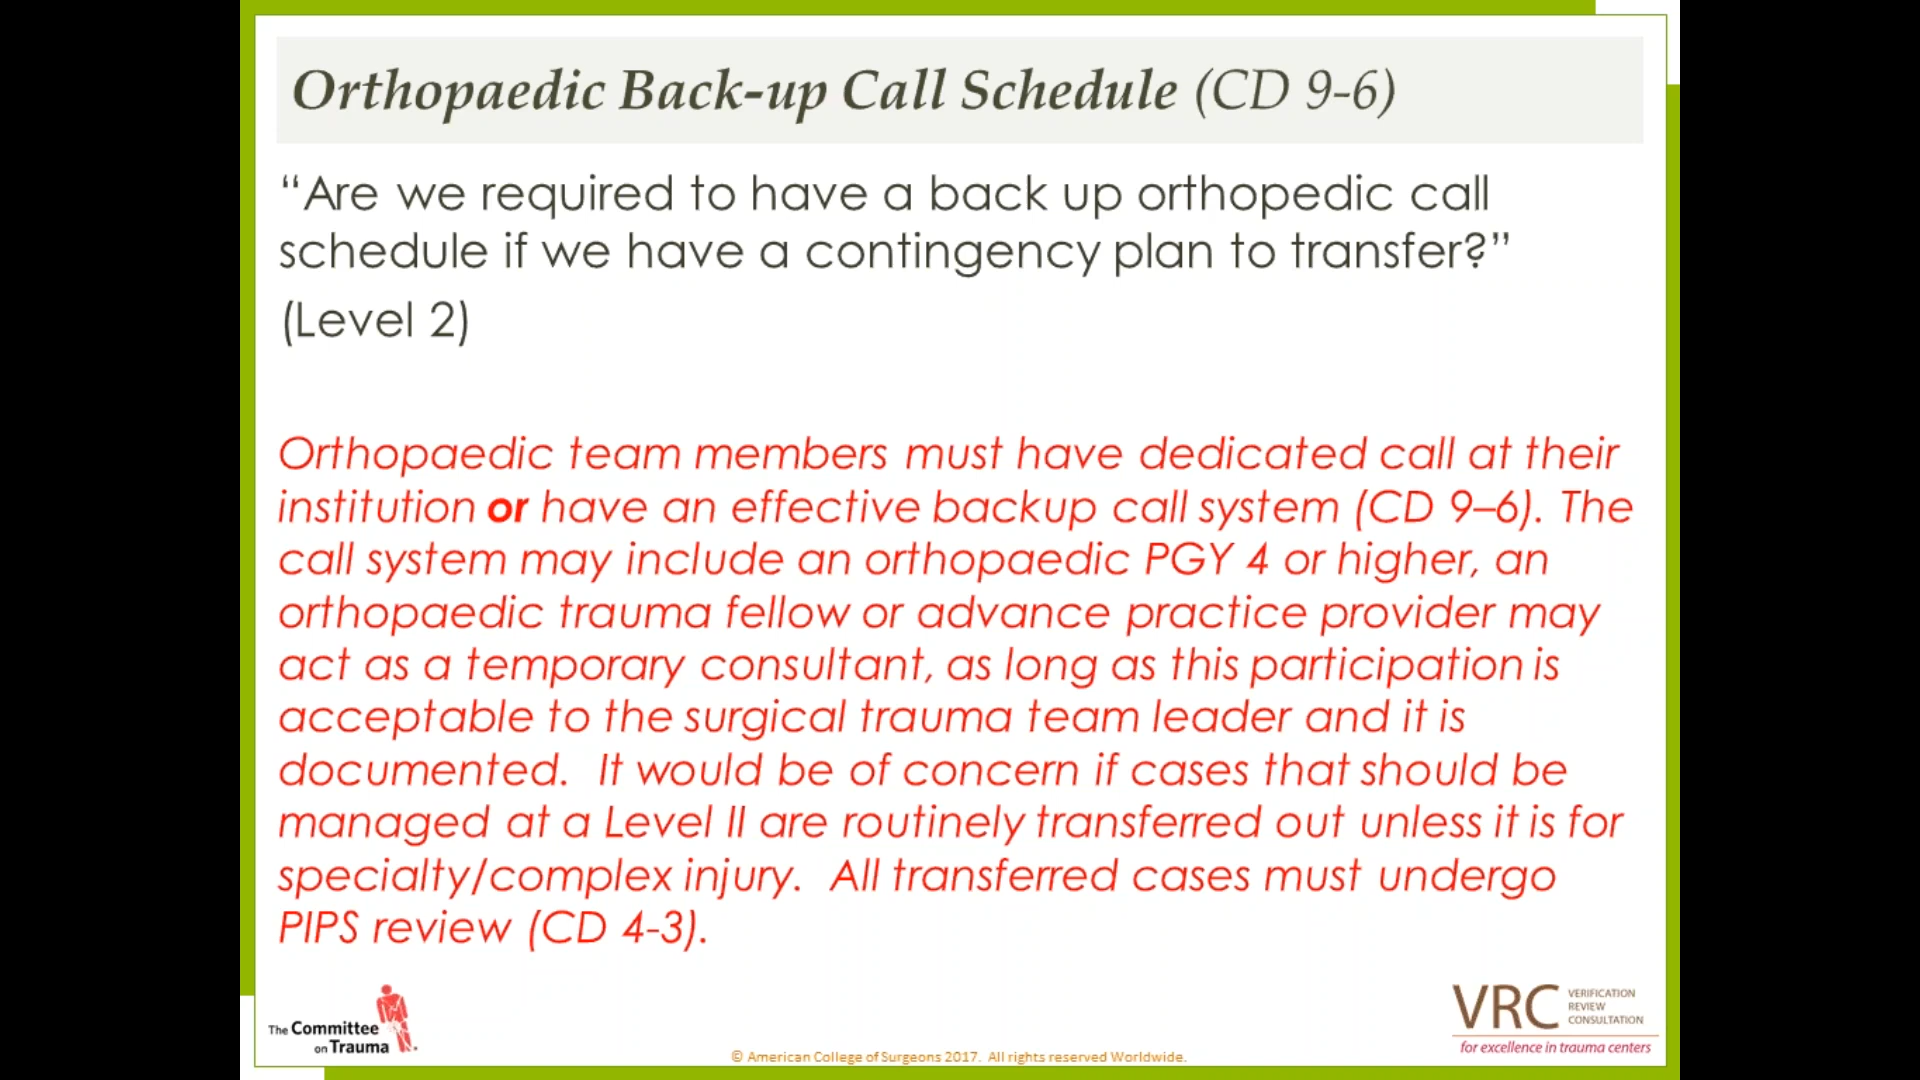 Orthopaedic Back-up Call Schedule (CD 9-6)
“Are we required to have a back up orthopedic call
schedule if we have a contingency plan to transfer?”
(Level 2)
Orthopaedic team members must have dedicated call at their
institution or have an effective backup call system (CD 9–6). The
call system may include an orthopaedic PGY 4 or higher, an
orthopaedic trauma fellow or advance practice provider may
act as a temporary consultant, as long as this participation is
acceptable to the surgical trauma team leader and it is
documented.  It would be of concern if cases that should be
managed at a Level II are routinely transferred out unless it is for
specialty/complex injury.  All transferred cases must undergo
PIPS review (CD 4-3).
The Committee
on Trauma
© American College of Surgeons 2017.  All rights reserved Worldwide.
VRC
VERIFICATION
REVIEW
CONSULTATION
for excellence in trauma centers